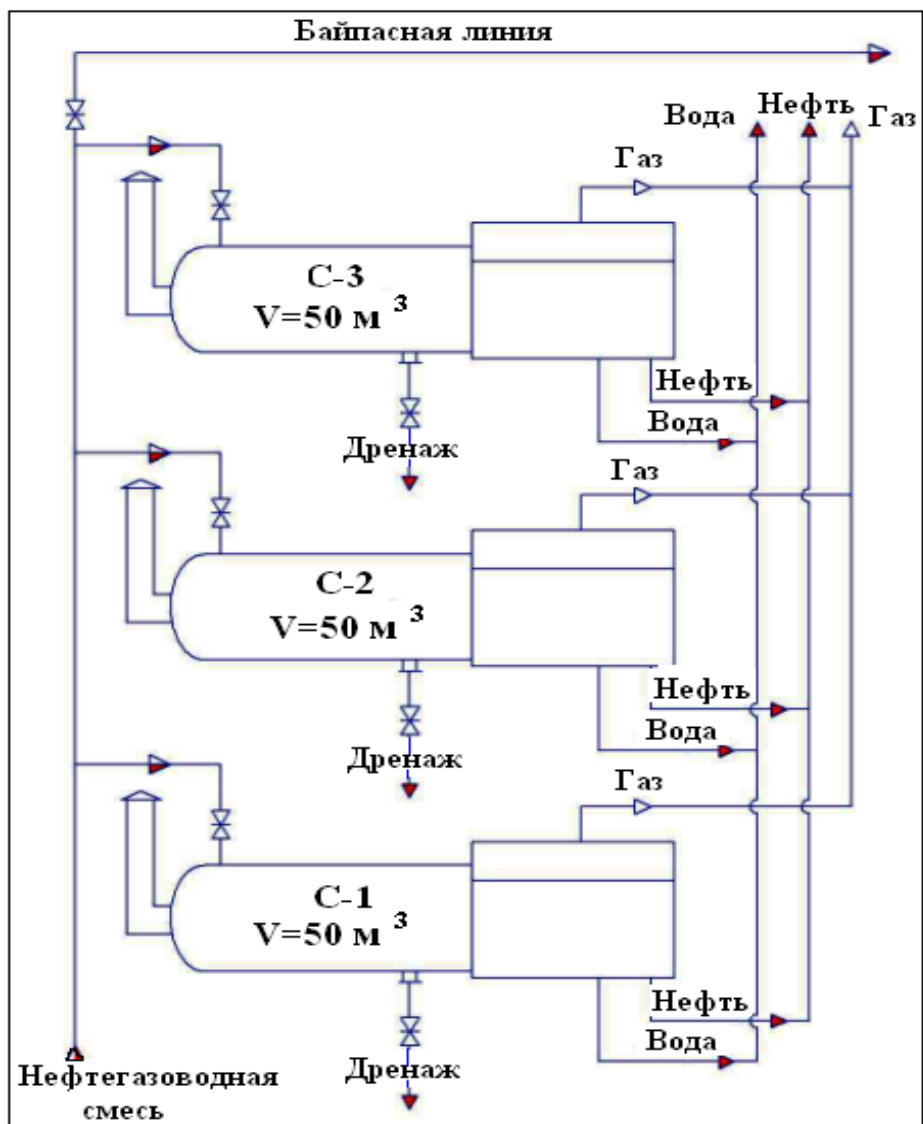 Байпасная линия
Вода
Нефть
Газ
Газ
С-3
V=50 м 3
Нефть
Вода
Дренаж
Газ
С-2
V=50 м 3
Нефть
Вода
Дренаж
Газ
С-1
V=50 м 3
Нефть
Вода
Дренаж
Нефтегазоводная
смесь